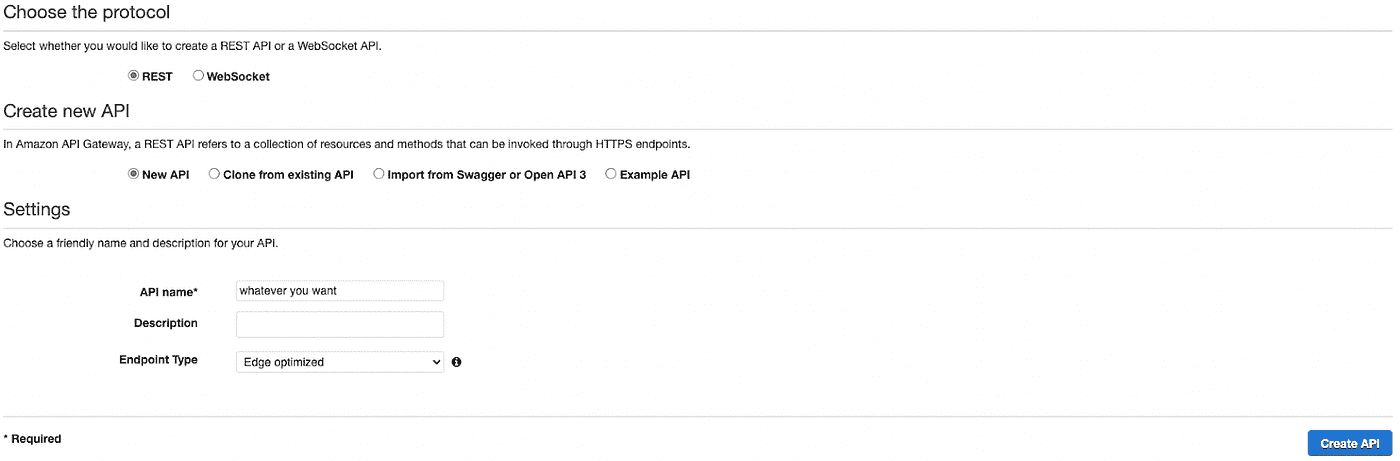 Choose the protocol
Select whether you would like to create a REST API or a WebSocket API.
REST WebSocket
Create new API
In Amazon API Gateway, a REST API refers to a collection of resources and methods that can be invoked through HTTPS endpoints.
New API Clone from existing API Import from Swagger or Open API 3 Example API
Settings
Choose a friendly name and description for your API.
API name* whatever you want
Description
Endpoint Type Edge optimized
* Required Create API